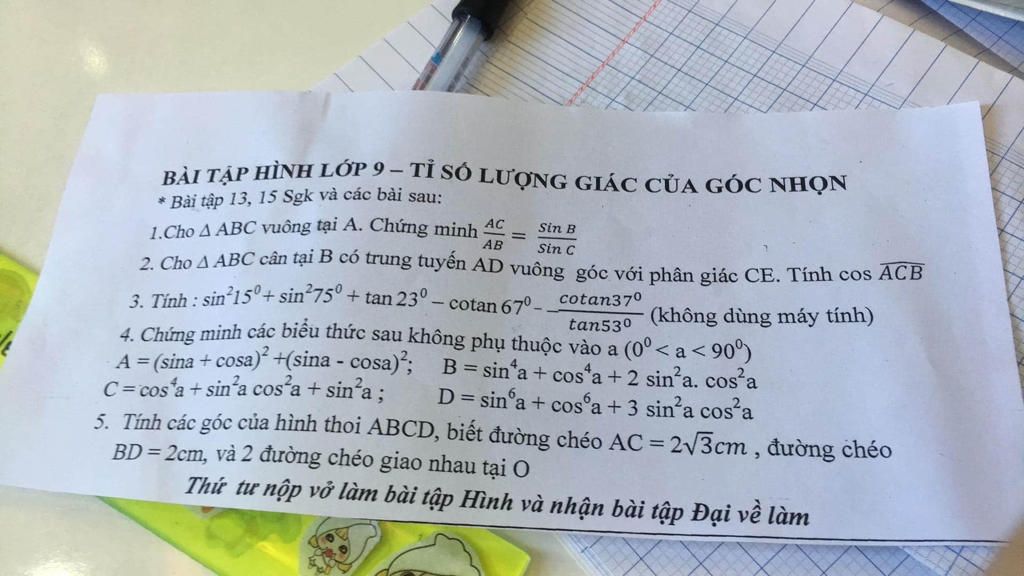 BÀI TẬP HÌNH LỚP 9 – TỈ SỐ LƯỢNG GIÁC CỦA GÓC NHỌN
* Bài tập 13, 15 Sgk và các bài sau:
1.Cho Δ ABC vuông tại A. Chứng minh AC/AB = Sin B/Sin C
2. Cho Δ ABC cân tại B có trung tuyến AD vuông góc với phân giác CE. Tính cos \widehat{ACB}
3. Tính : sin²15⁰ + sin²75⁰ + tan 23⁰ – cotan 67⁰ - – cotan37⁰/tan53⁰ (không dùng máy tính)
4. Chứng minh các biểu thức sau không phụ thuộc vào a (0⁰ < a < 90⁰)
A = (sina + cosa)² +(sina - cosa)²; B = sin⁴a + cos⁴a + 2 sin²a. cos²a
C = cos⁴a + sin²a cos²a + sin²a ; D = sin⁶a + cos⁶a + 3 sin²a cos²a
5. Tính các góc của hình thoi ABCD, biết đường chéo AC = 2√3cm , đường chéo
BD = 2cm, và 2 đường chéo giao nhau tại O
Thứ tư nộp vở làm bài tập Hình và nhận bài tập Đại về làm